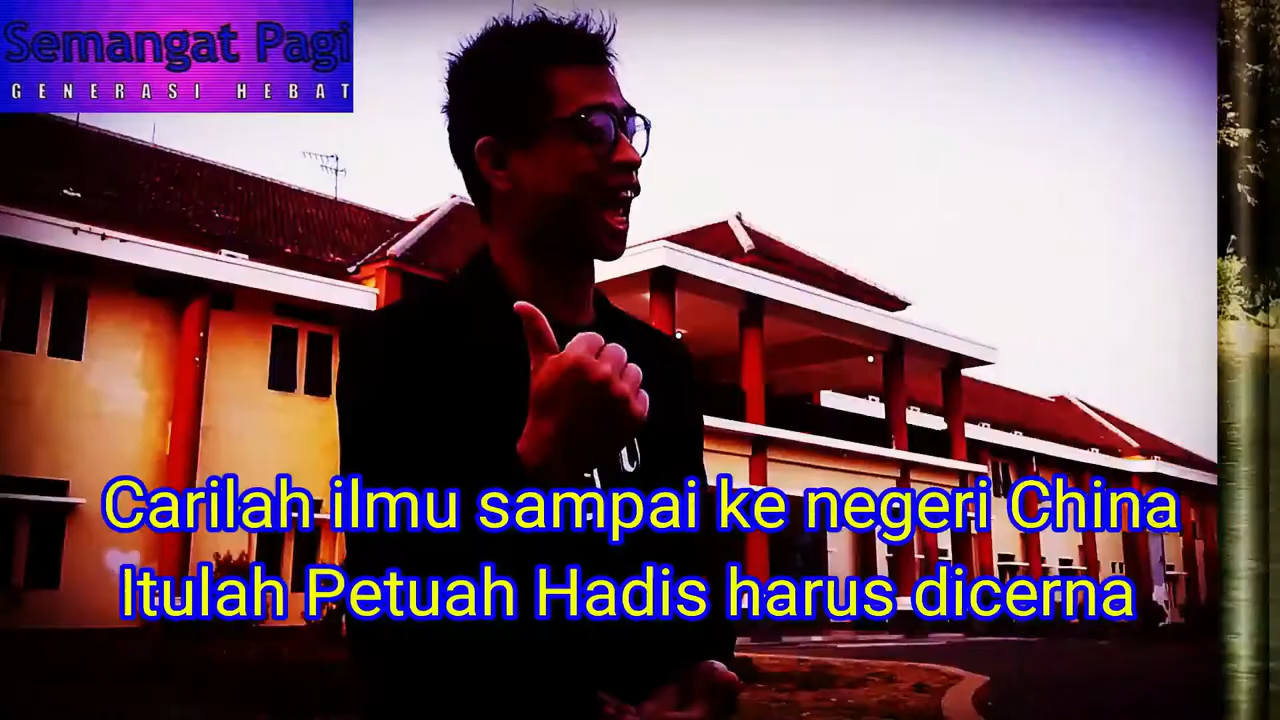 Semangat Pagi
GENERASI HEBAT
Carilah ilmu sampai ke negeri China
Itulah Petuah Hadis harus dicerna